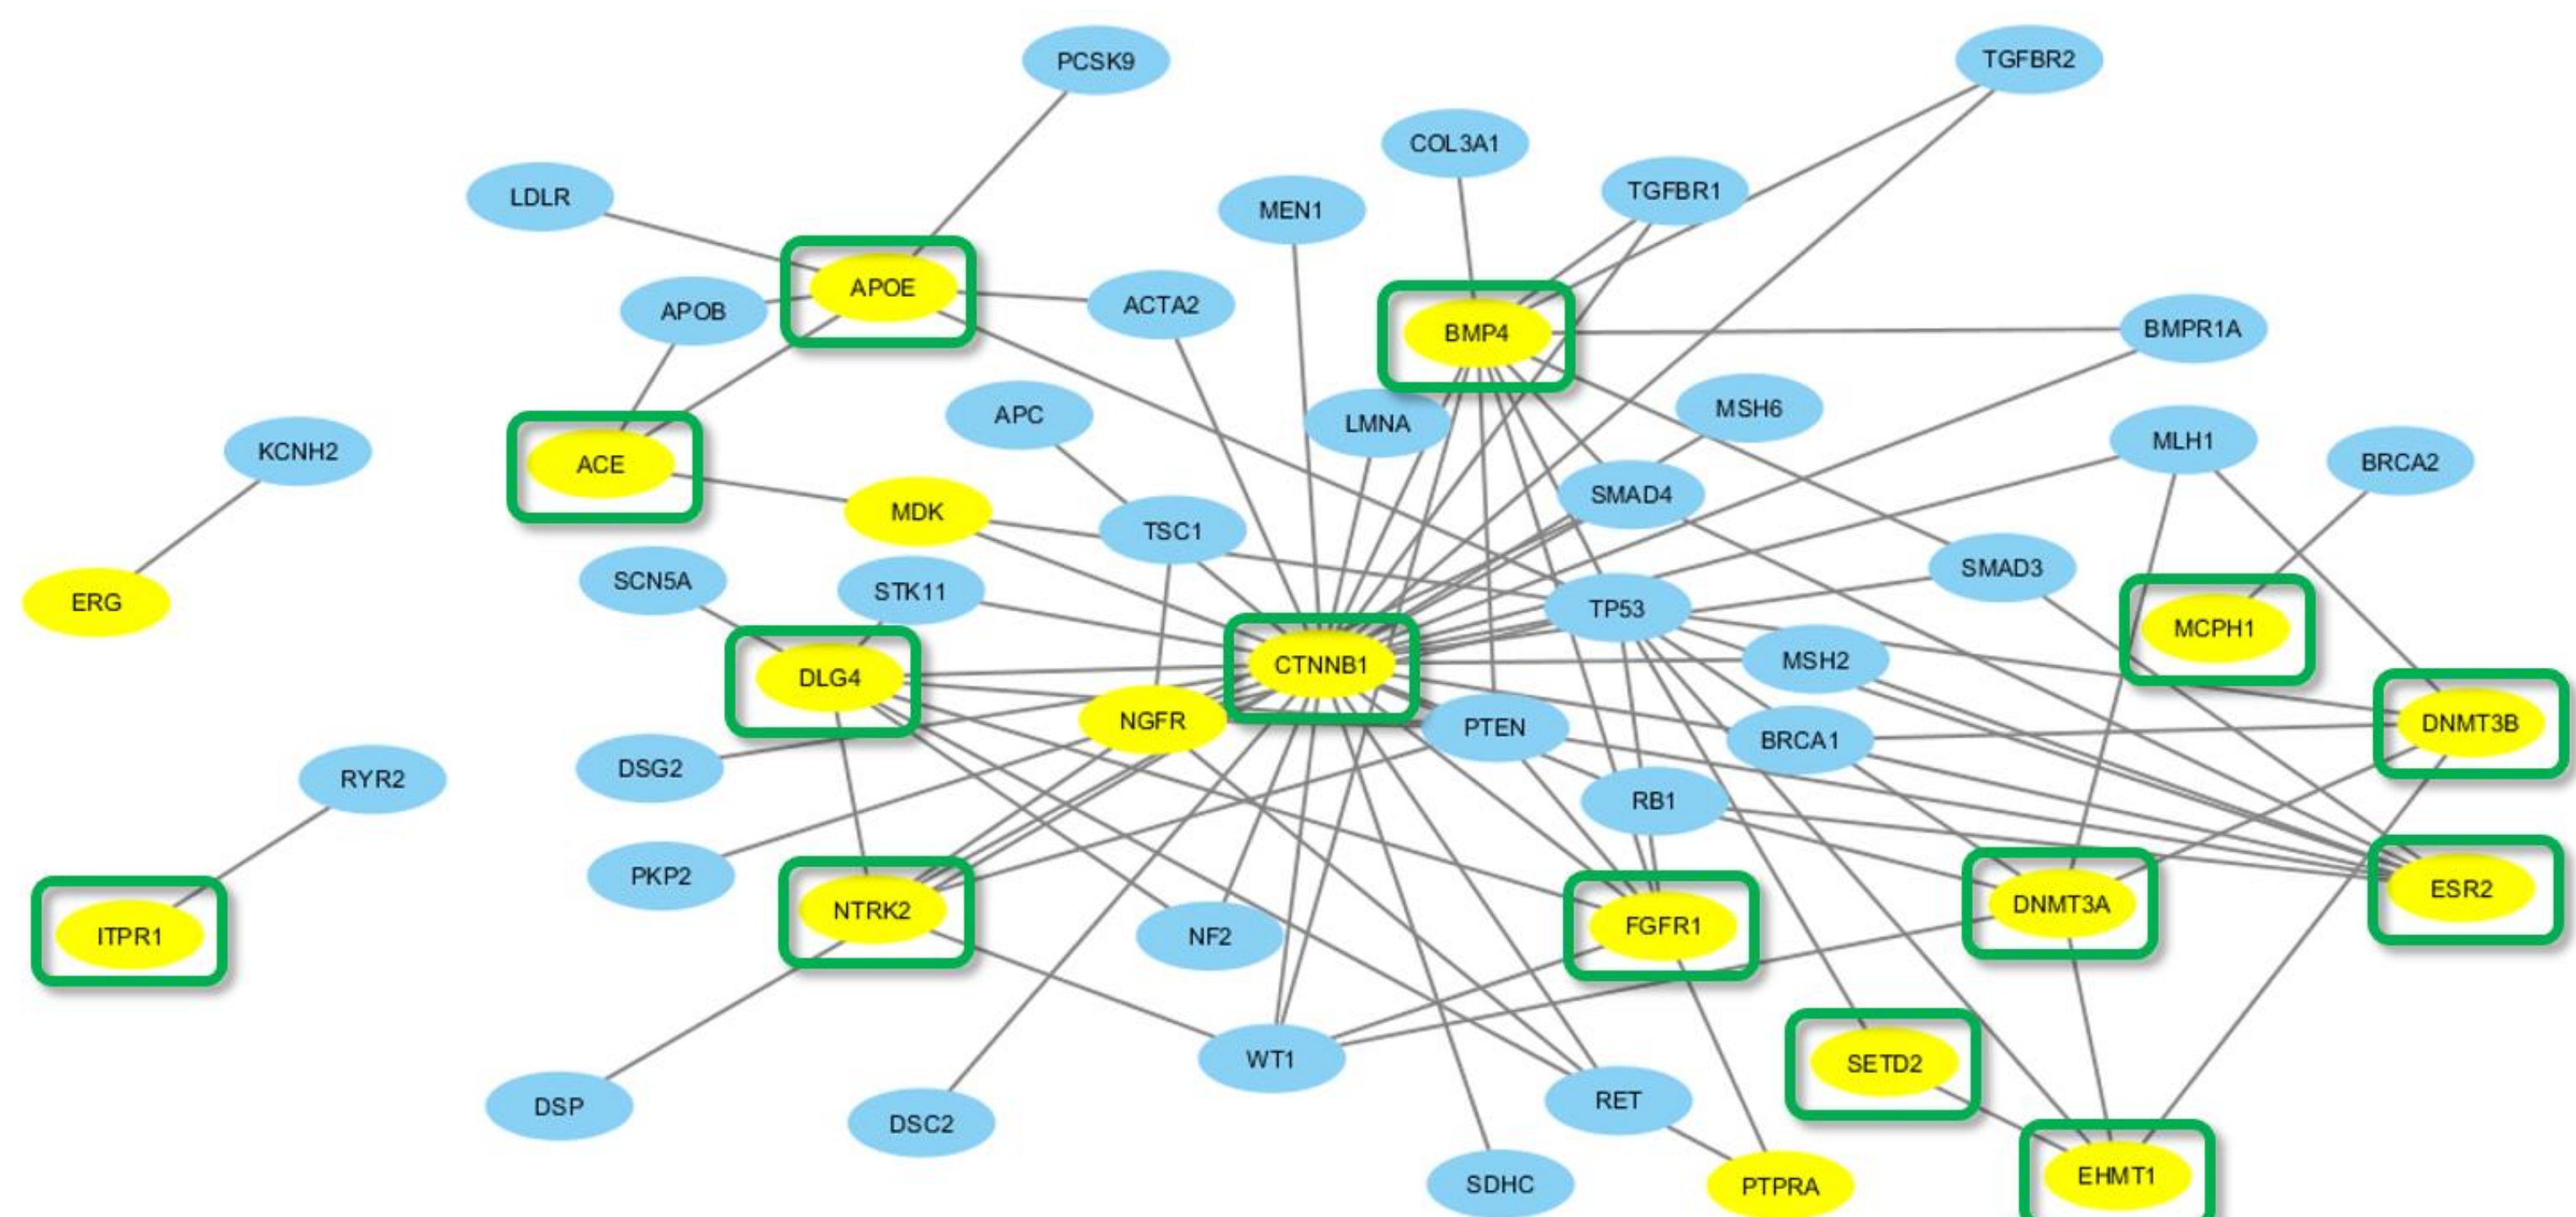 TGFBR2
PCSK9
COL3A1
TGFBR1
LDLR
MEN1
APOE
ACTA2
APOB
BMP4
BMPR1A
MSH6
APC
LMNA
MLH1
KCNH2
BRCA2
ACE
SMAD4
MDK
TSC1
SMAD3
SCN5A
STK11
ERG
TP53
MCPH1
MSH2
CTNNB1
DLG4
NGFR
DNMT3B
PTEN
BRCA1
DSG2
RYR2
RB1
PKP2
ESR2
DNMT3A
NTRK2
FGFR1
ITPR1
NF2
WT1
SETD2
RET
DSP
DSC2
EHMT1
SDHC
PTPRA